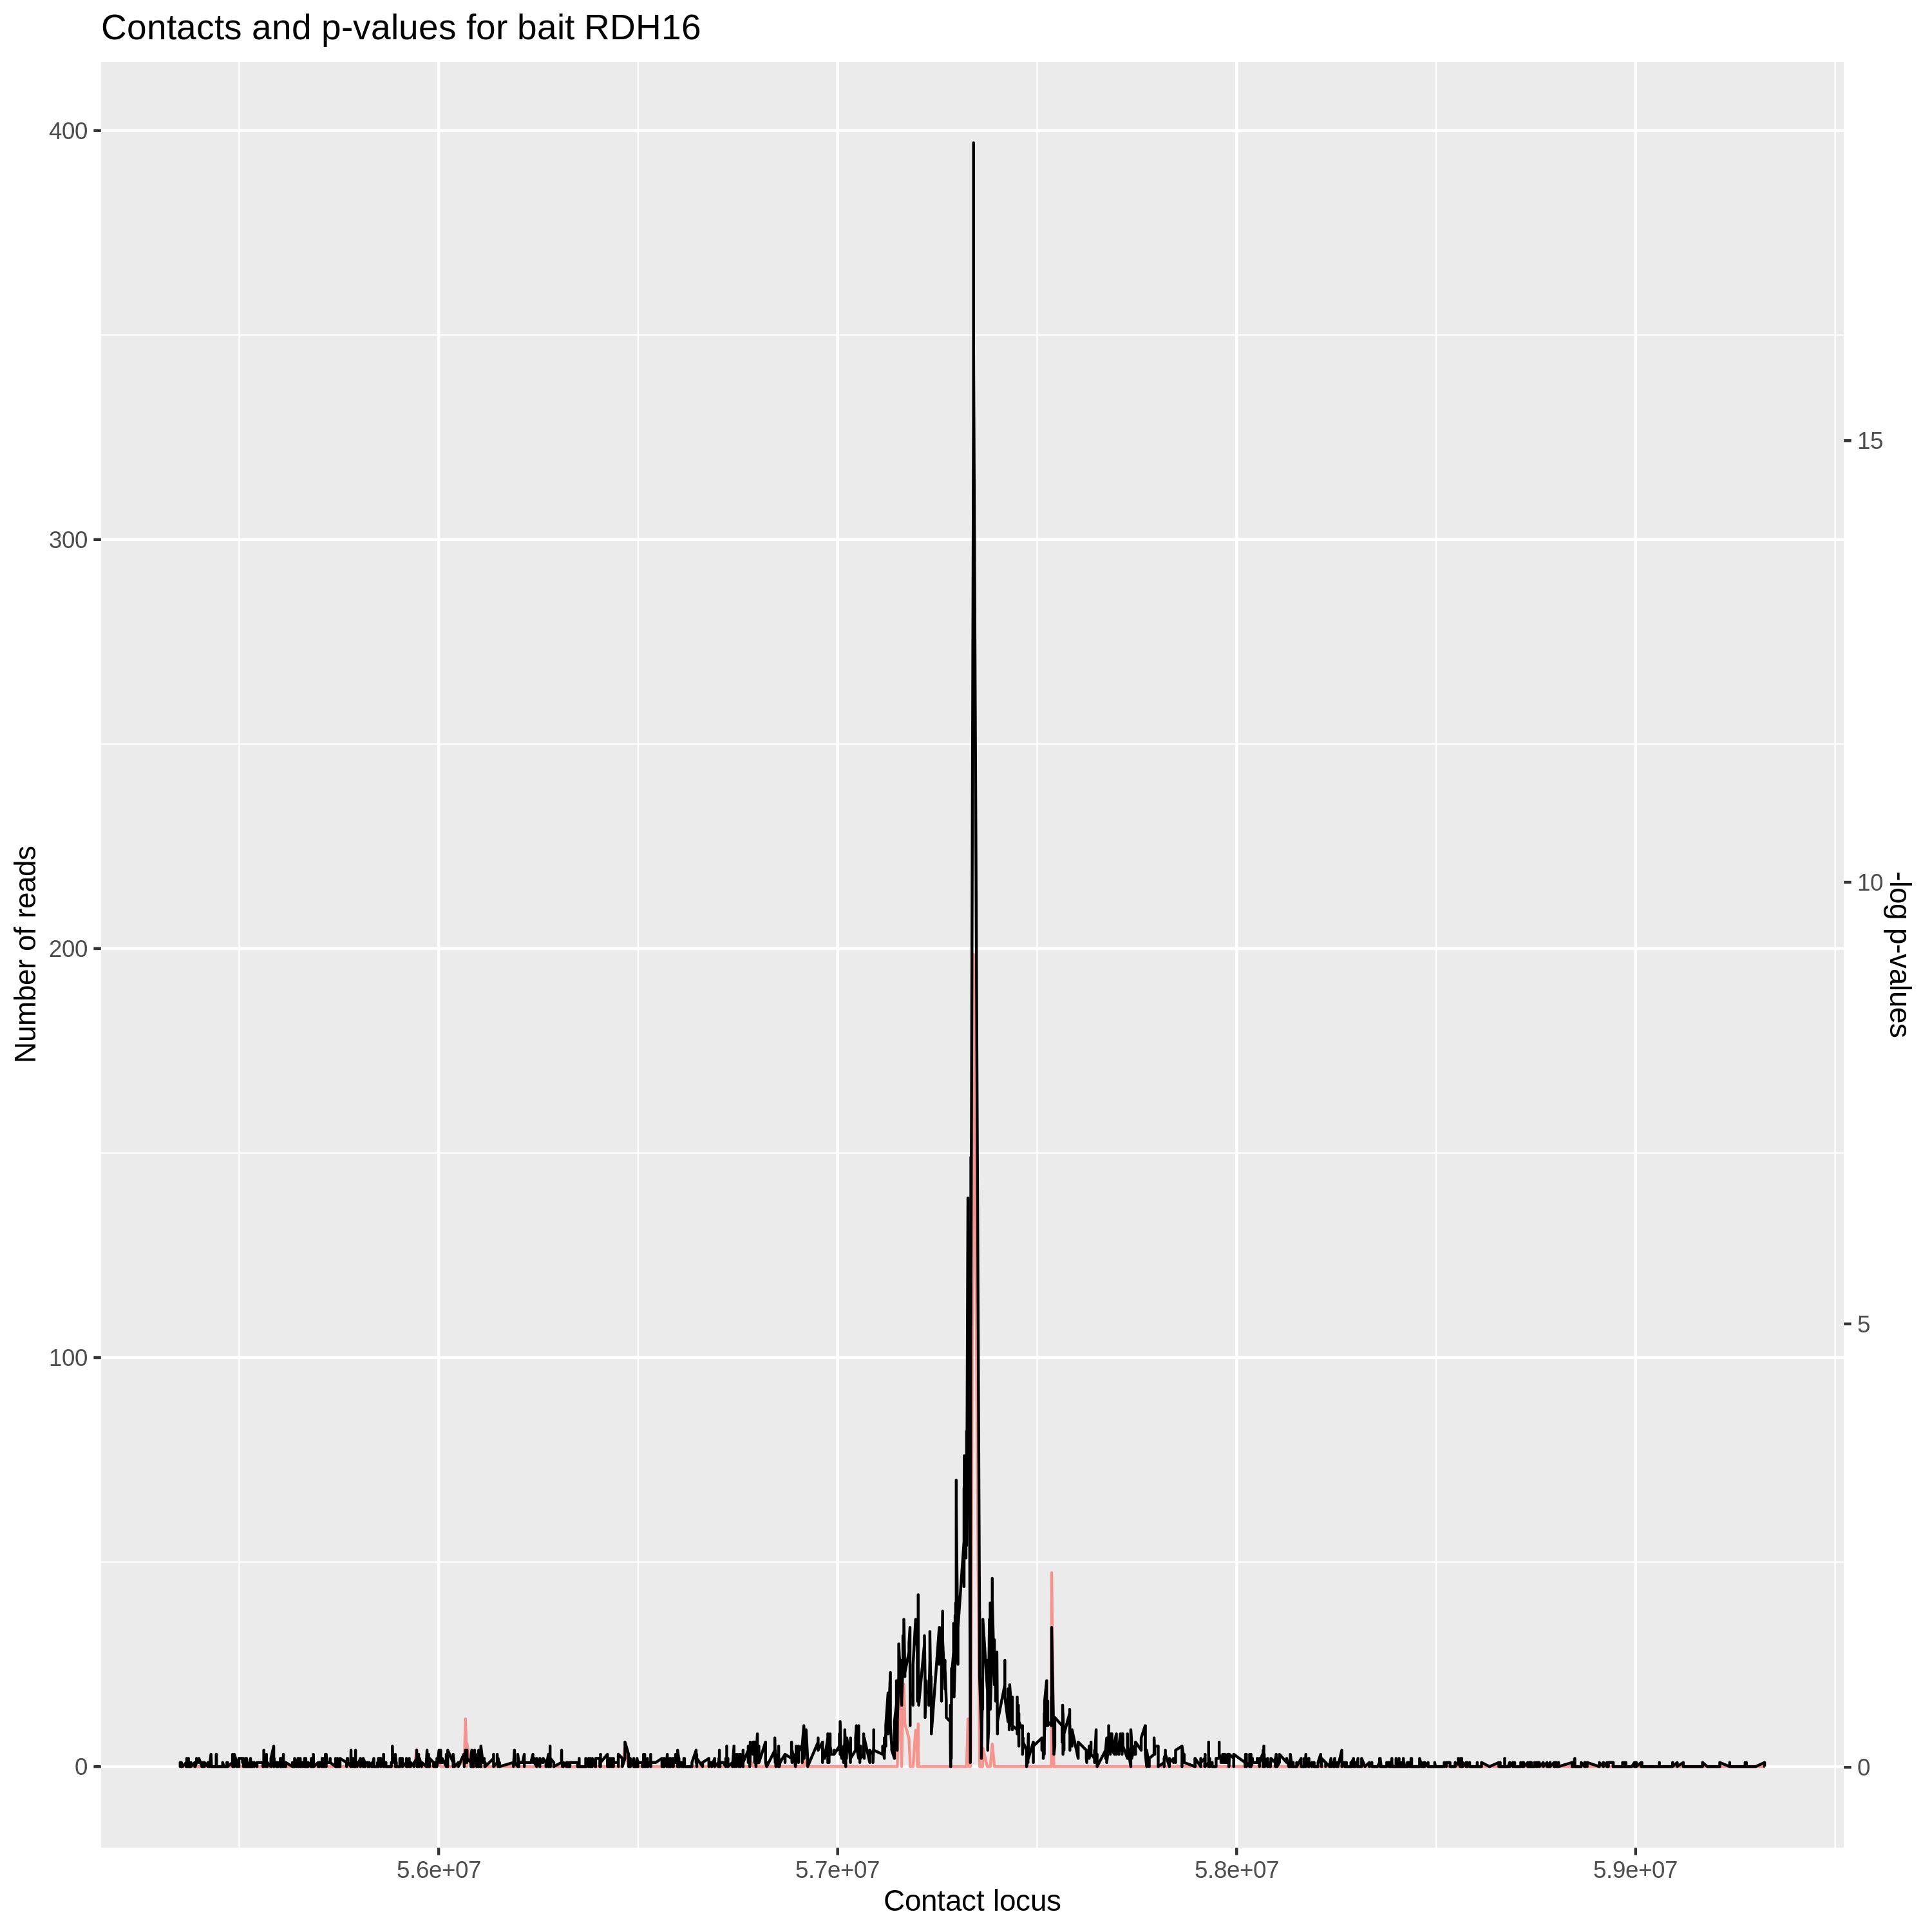 Contacts and p-values for bait RDH16
400
300
200
100
0
Number of reads
15
10
5
0
-log p-values
5.6e+07 5.7e+07 5.8e+07 5.9e+07
Contact locus